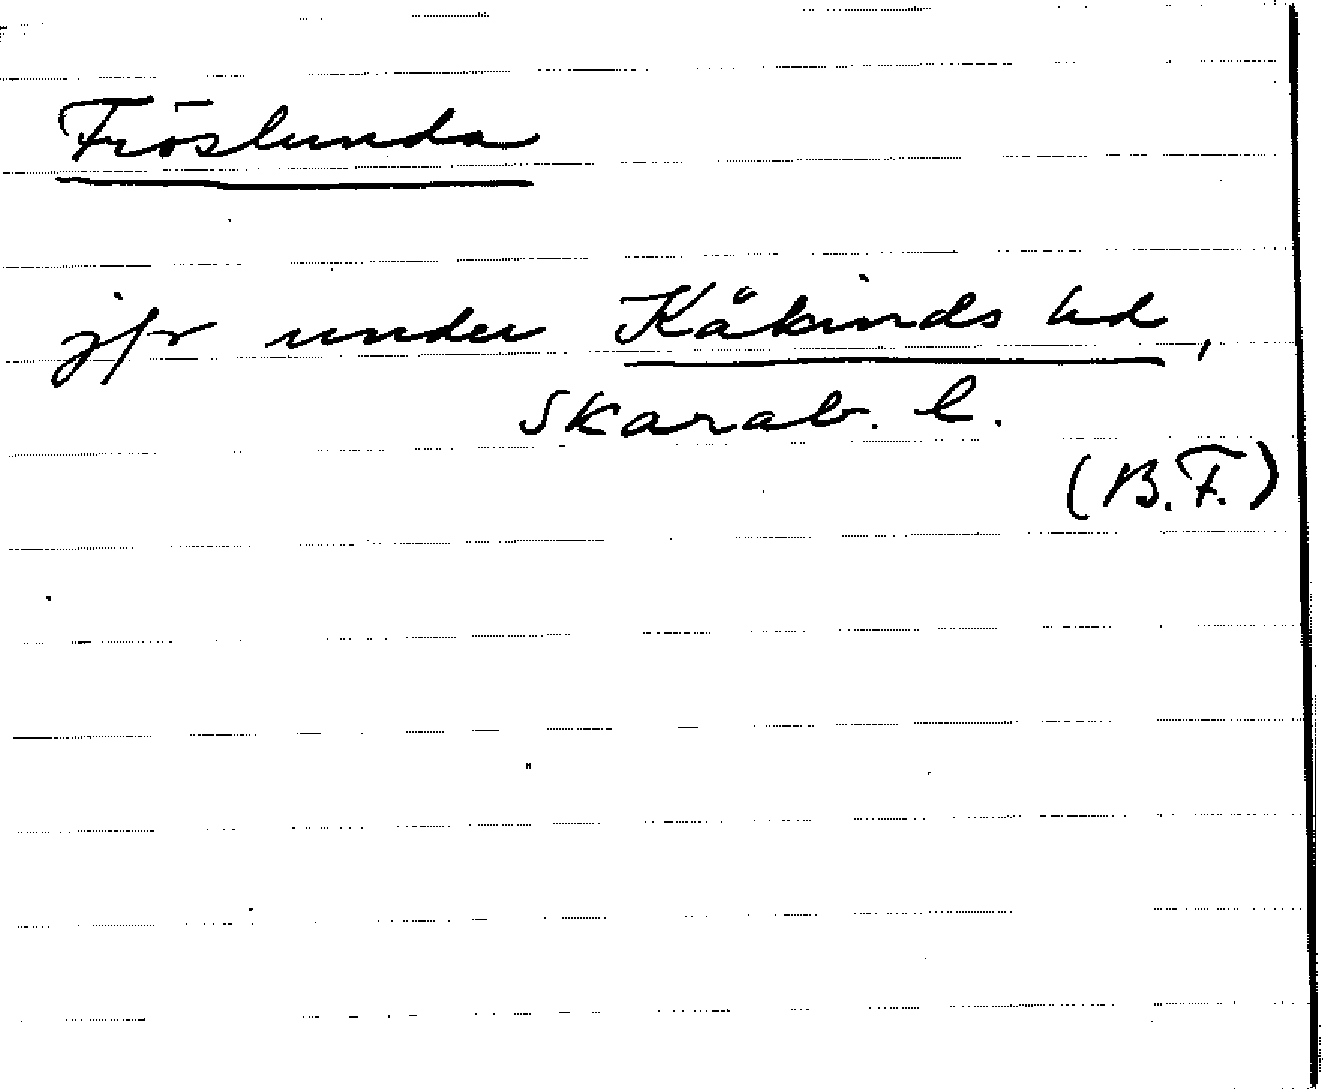 Fröslunda
jfr under Kåkinds hd,
Skarab. l.
(B.F.)